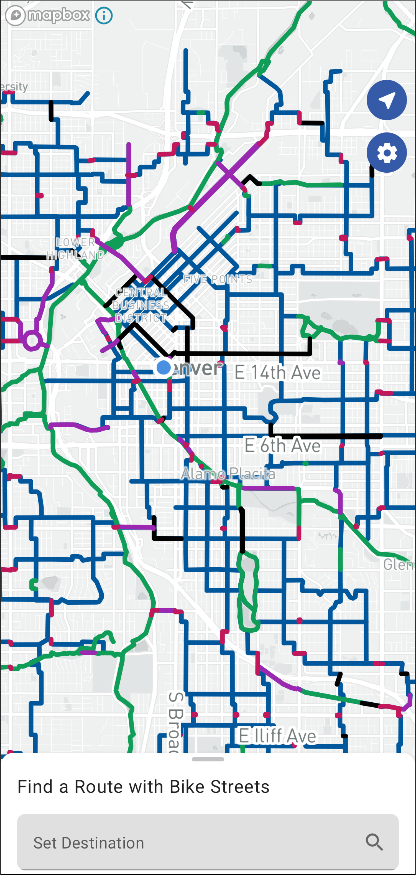 mapbox
ersity
LOWER
HIGHLAND
FIVE POINTS
CENTRAL
BUSINESS
DISTRICT
enver
E 14th Ave
E 6th Ave
Alamo Placita
Glen
S Broad
E Iliff Ave
Find a Route with Bike Streets
Set Destination